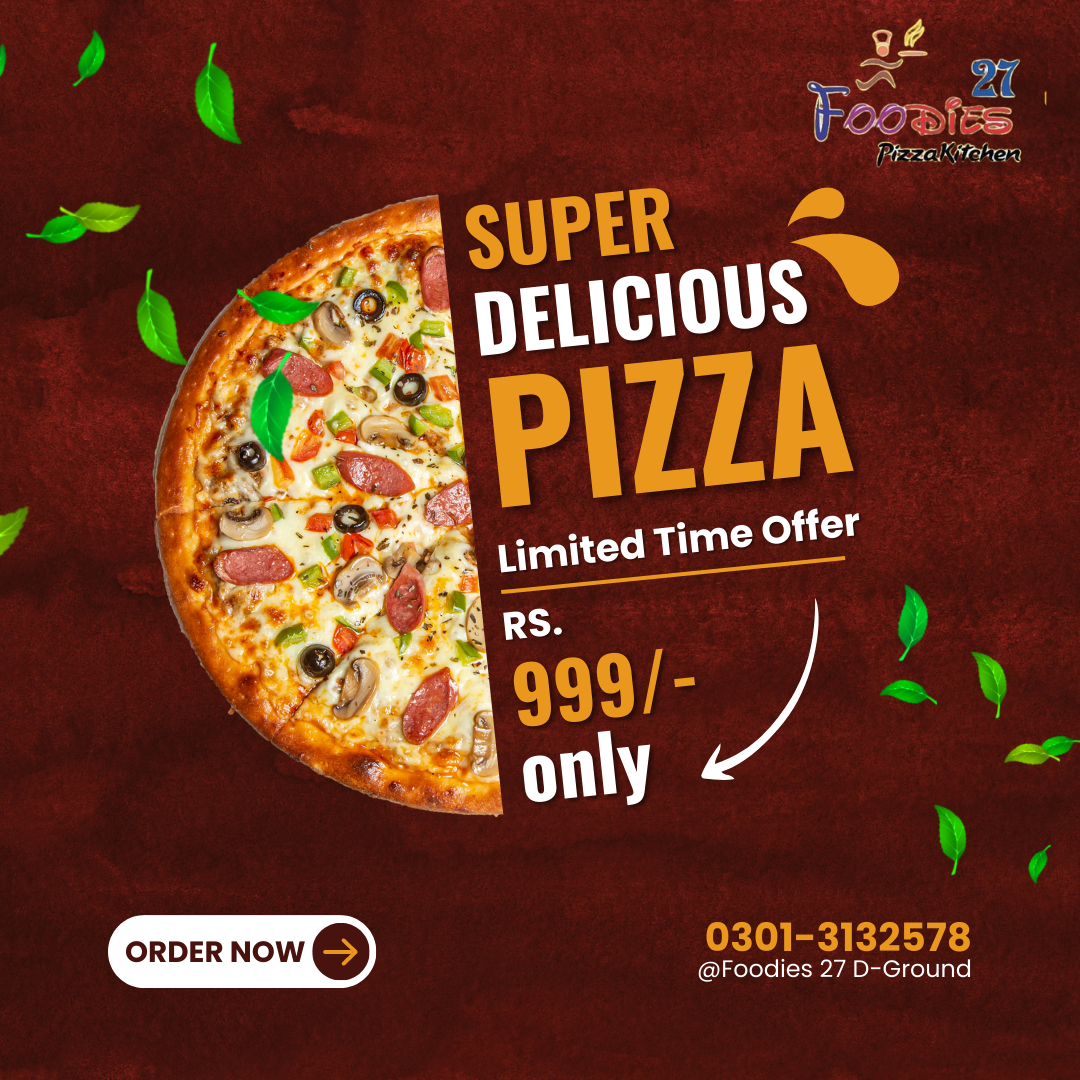 27
FOODIES
Pizza Kitchen
SUPER
DELICIOUS
PIZZA
Limited Time Offer
RS.
999/-
only
ORDER NOW
0301-3132578
@Foodies 27 D-Ground